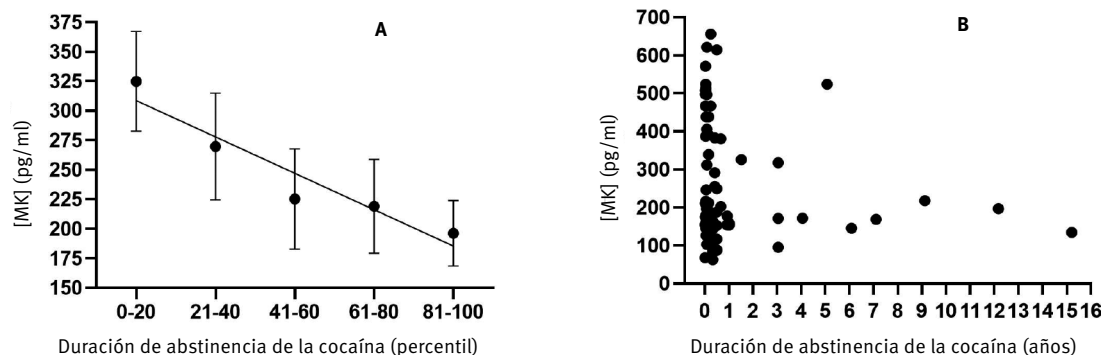 A
[MK] (pg/ml)
375
350
325
300
275
250
225
200
175
150
0-20 21-40 41-60 61-80 81-100
Duración de abstinencia de la cocaína (percentil)
B
[MK] (pg/ml)
700
600
500
400
300
200
100
0
0 1 2 3 4 5 6 7 8 9 10 11 12 13 14 15 16
Duración de abstinencia de la cocaína (años)